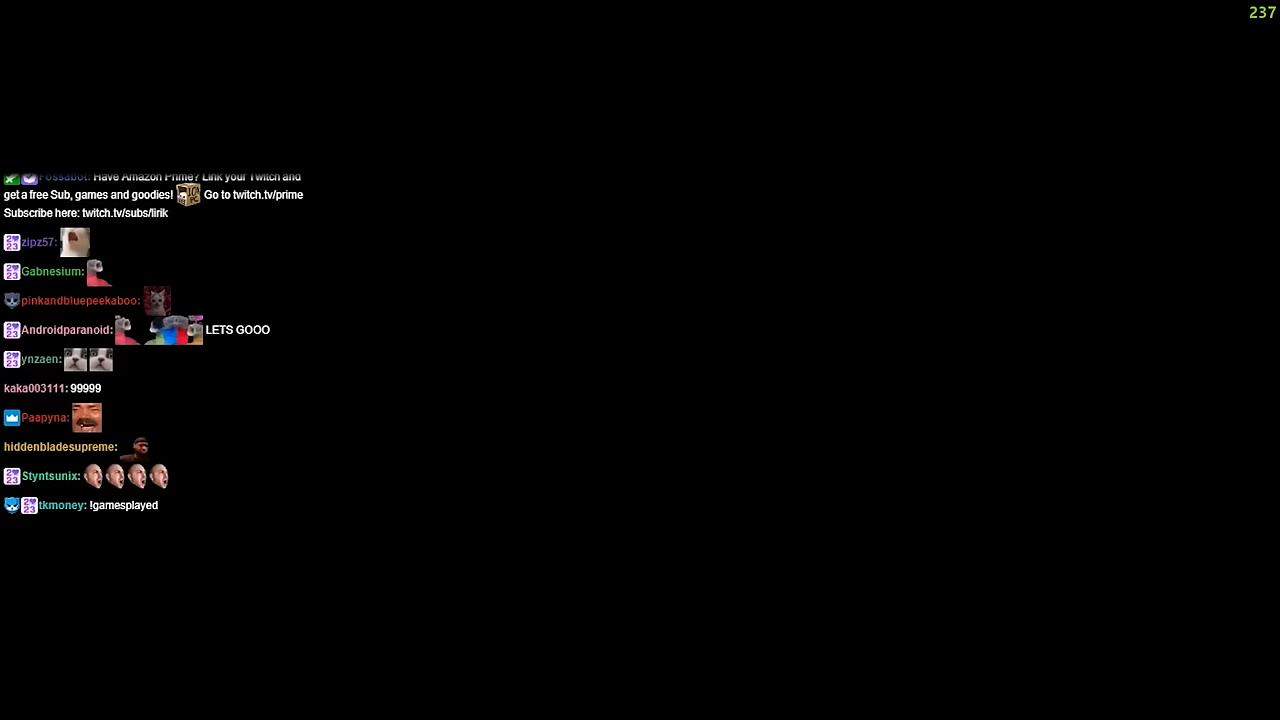 237
Fossabot: Have Amazon Prime? Link your Twitch and
get a free Sub, games and goodies! Go to twitch.tv/prime
Subscribe here: twitch.tv/subs/lirik
zipz57:
Gabnesium:
pinkandbluepeekaboo:
Androidparanoid: LETS GOOO
ynzaen:
kaka003111: 99999
Paapyna:
hiddenbladesupreme:
Styntsunix:
tkmoney: !gamesplayed